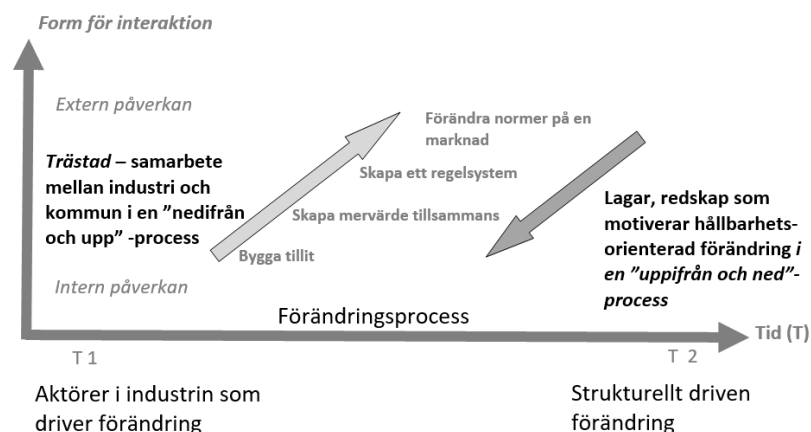 Form för interaktion
Extern påverkan
Förändra normer på en
marknad
Trästad – samarbete
mellan industri och
kommun i en ”nedifrån
och upp” -process
Skapa ett regelsystem
Skapa mervärde tillsammans
Bygga tillit
Lagar, redskap som
motiverar hållbarhets-
orienterad förändring i
en ”uppifrån och ned”-
process
Intern påverkan
Förändringsprocess
Tid (T)
T 1
T 2
Aktörer i industrin som
driver förändring
Strukturellt driven
förändring